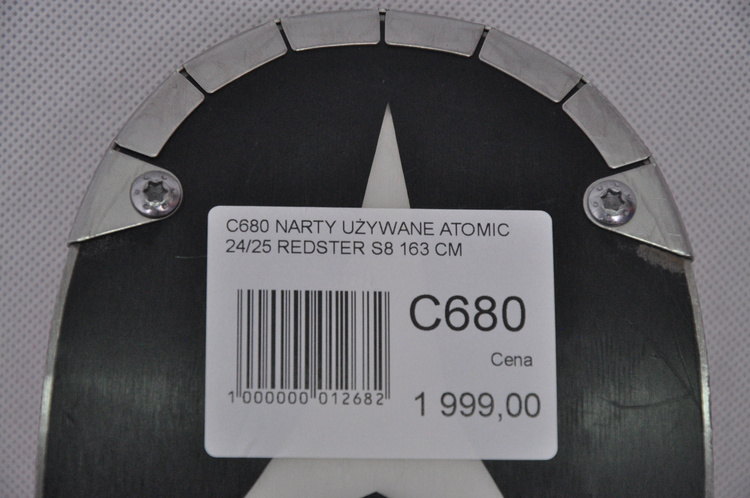 C680 NARTY UŻYWANE ATOMIC
24/25 REDSTER S8 163 CM
C680
Cena
1 000000 012682
1 999,00